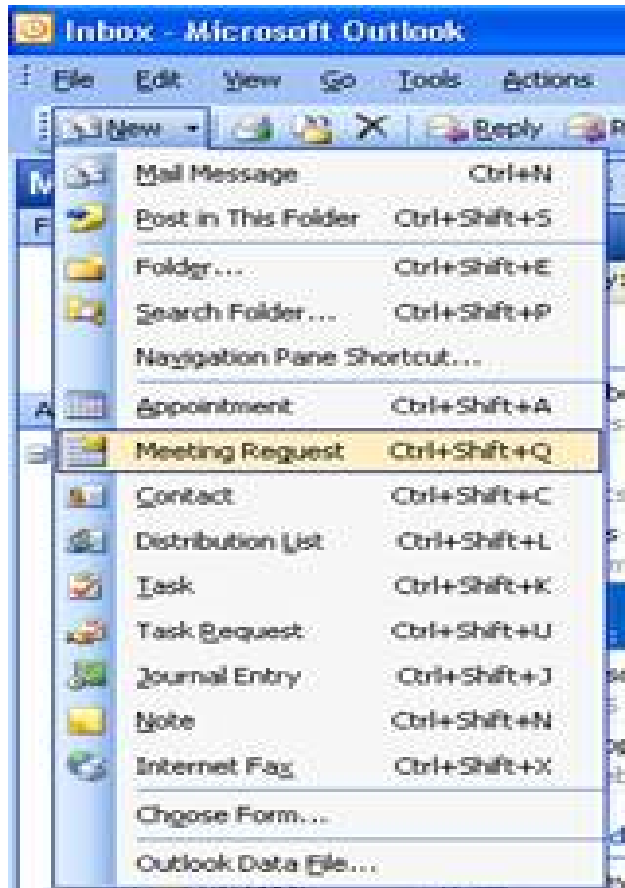 Inbox - Microsoft Outlook
File Edit View Go Tools Actions
New Reply
Mail Message Ctrl+N
Post in This Folder Ctrl+Shift+S
Folder... Ctrl+Shift+E
Search Folder... Ctrl+Shift+P
Navigation Pane Shortcut...
Appointment Ctrl+Shift+A
Meeting Request Ctrl+Shift+Q
Contact Ctrl+Shift+C
Distribution List Ctrl+Shift+L
Task Ctrl+Shift+K
Task Request Ctrl+Shift+U
Journal Entry Ctrl+Shift+J
Note Ctrl+Shift+N
Internet Fax Ctrl+Shift+X
Choose Form...
Outlook Data File...